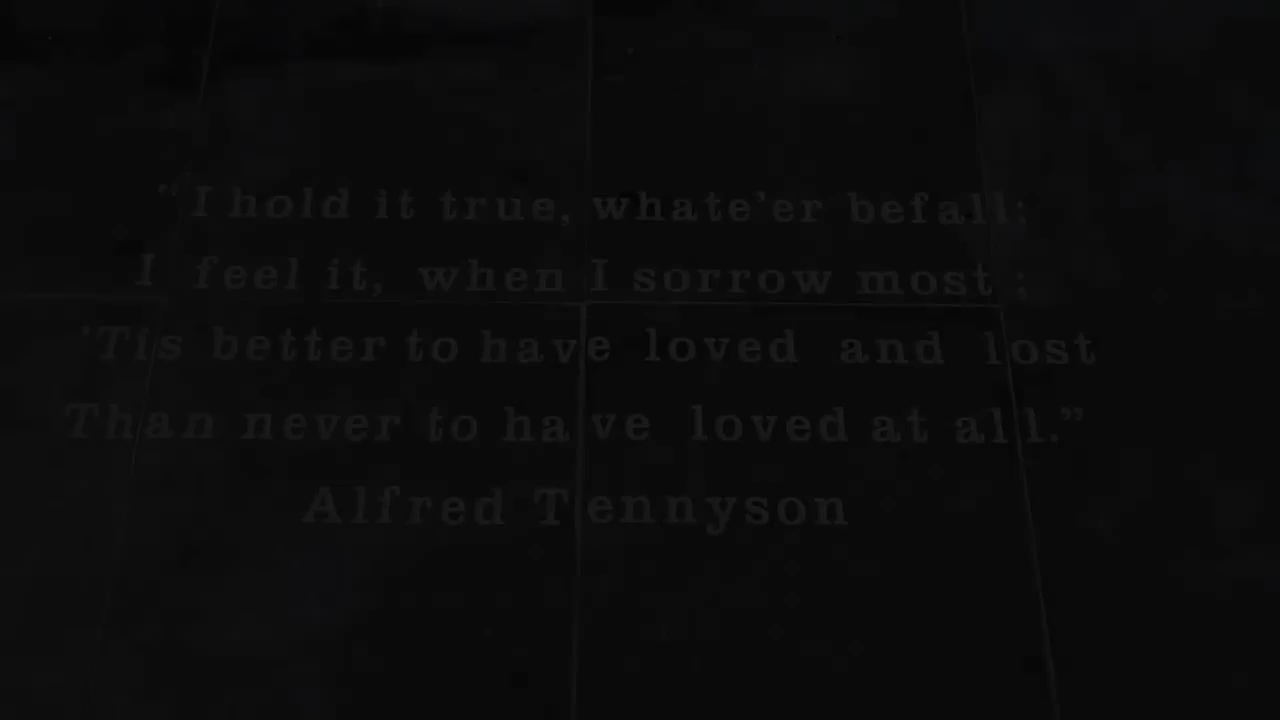 “I hold it true, whate’er befall;
I feel it, when I sorrow most ;
’Tis better to have loved and lost
Than never to have loved at all.”
Alfred Tennyson